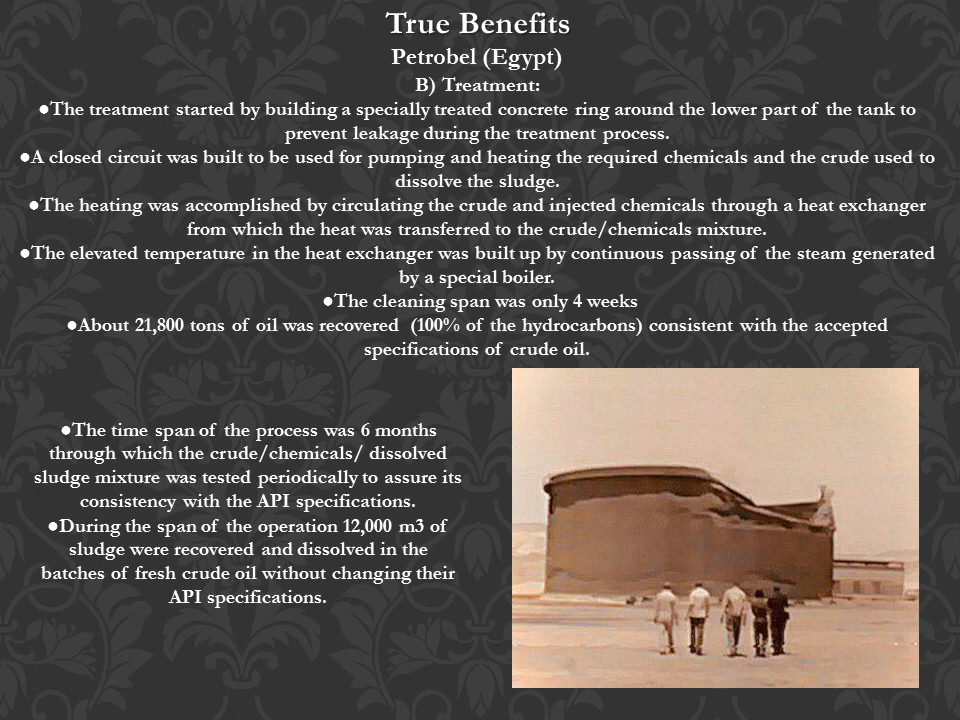 True Benefits
Petrobel (Egypt)
B) Treatment:
●The treatment started by building a specially treated concrete ring around the lower part of the tank to
prevent leakage during the treatment process.
●A closed circuit was built to be used for pumping and heating the required chemicals and the crude used to
dissolve the sludge.
●The heating was accomplished by circulating the crude and injected chemicals through a heat exchanger
from which the heat was transferred to the crude/chemicals mixture.
●The elevated temperature in the heat exchanger was built up by continuous passing of the steam generated
by a special boiler.
●The cleaning span was only 4 weeks
●About 21,800 tons of oil was recovered (100% of the hydrocarbons) consistent with the accepted
specifications of crude oil.
●The time span of the process was 6 months
through which the crude/chemicals/ dissolved
sludge mixture was tested periodically to assure its
consistency with the API specifications.
●During the span of the operation 12,000 m3 of
sludge were recovered and dissolved in the
batches of fresh crude oil without changing their
API specifications.